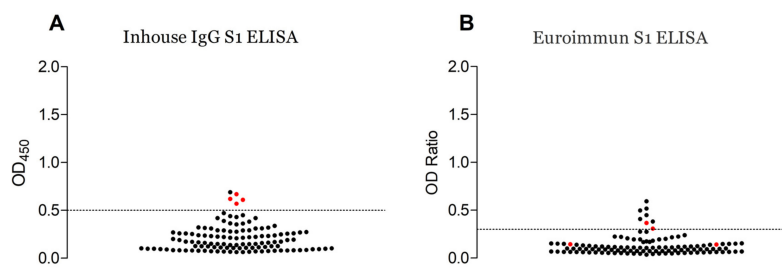 A
Inhouse IgG S1 ELISA
2.0
1.5
1.0
0.5
0.0
OD450
B
Euroimmun S1 ELISA
2.0
1.5
1.0
0.5
0.0
OD Ratio